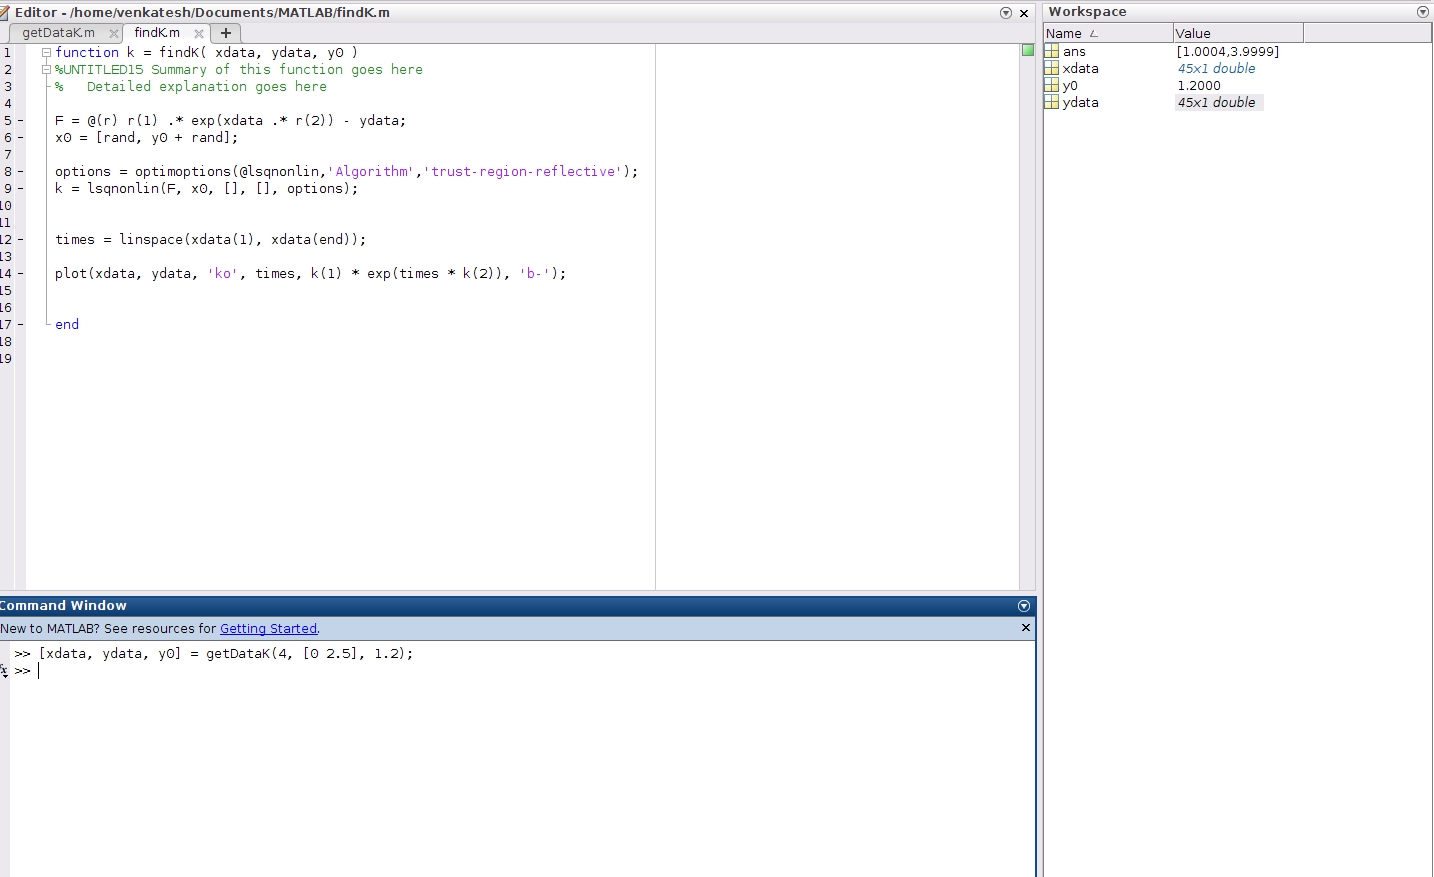 Editor - /home/venkatesh/Documents/MATLAB/findK.m
getDataK.m findK.m +
1 function k = findK( xdata, ydata, y0 )
2 %UNTITLED15 Summary of this function goes here
3 %   Detailed explanation goes here
4
5 - F = @(r) r(1) .* exp(xdata .* r(2)) - ydata;
6 - x0 = [rand, y0 + rand];
7
8 - options = optimoptions(@lsqnonlin,'Algorithm','trust-region-reflective');
9 - k = lsqnonlin(F, x0, [], [], options);
10
11
12 - times = linspace(xdata(1), xdata(end));
13
14 - plot(xdata, ydata, 'ko', times, k(1) * exp(times * k(2)), 'b-');
15
16
17 - end
18
19
Command Window
New to MATLAB? See resources for Getting Started.
>> [xdata, ydata, y0] = getDataK(4, [0 2.5], 1.2);
fx >>
Workspace
Name Value
ans [1.0004,3.9999]
xdata 45x1 double
y0 1.2000
ydata 45x1 double